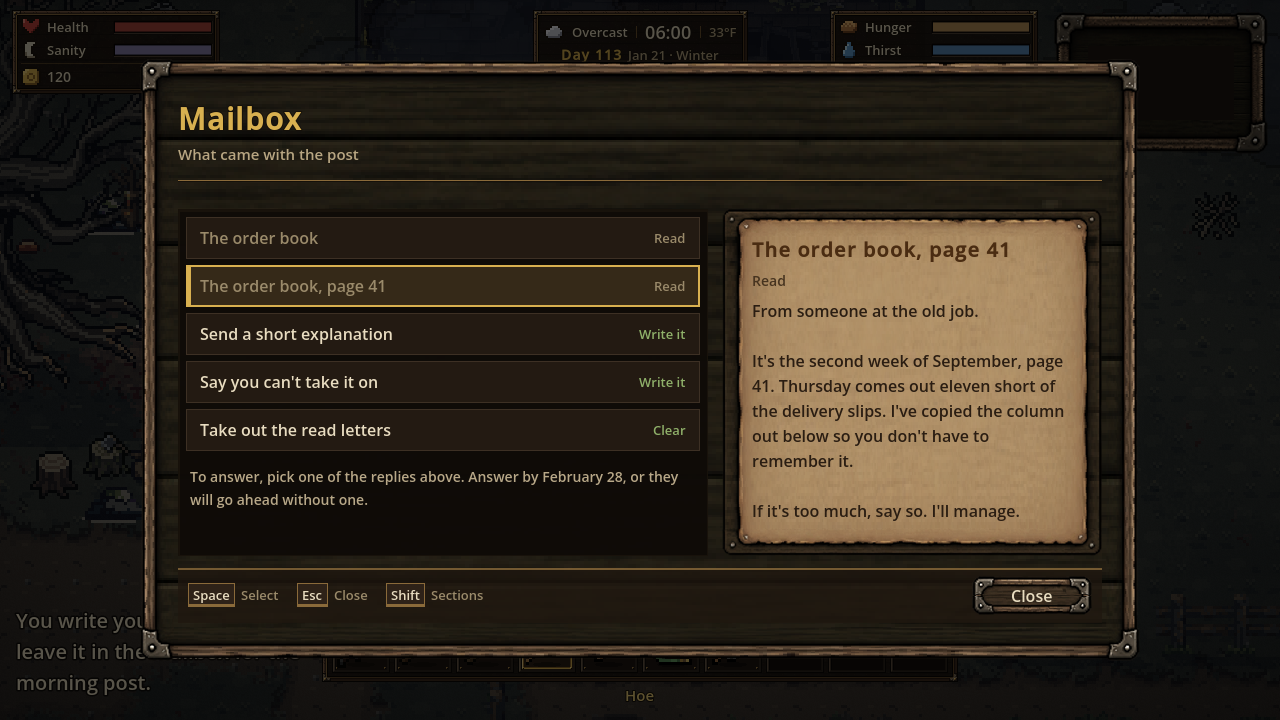 Health
Sanity
120
Overcast
06:00
33°F
Day 113 Jan 21 · Winter
Hunger
Thirst
Mailbox
What came with the post
The order book Read
The order book, page 41 Read
Send a short explanation Write it
Say you can't take it on Write it
Take out the read letters Clear
To answer, pick one of the replies above. Answer by February 28, or they
will go ahead without one.
The order book, page 41
Read
From someone at the old job.
It's the second week of September, page
41. Thursday comes out eleven short of
the delivery slips. I've copied the column
out below so you don't have to
remember it.
If it's too much, say so. I'll manage.
Space Select Esc Close Shift Sections
Close
You write
leave it in the
morning post.
Hoe